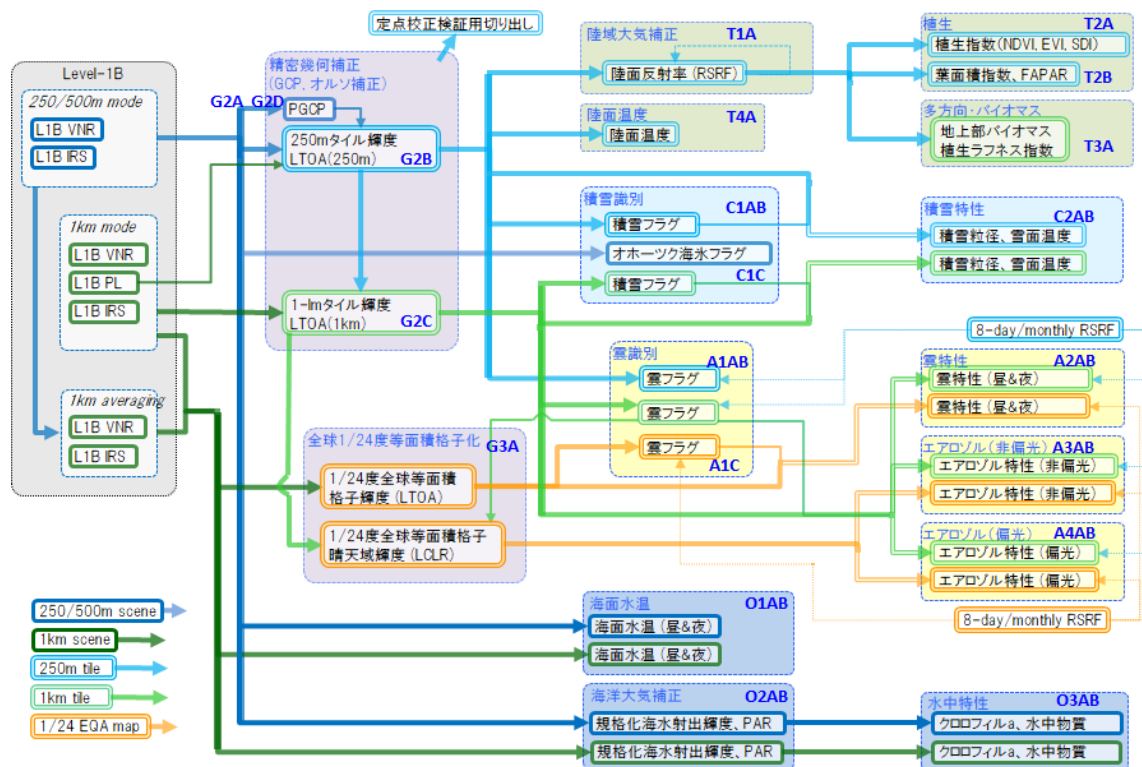 定点校正検証用切り出し
Level-1B
250/500m mode
L1B VNR
L1B IRS
1km mode
L1B VNR
L1B PL
L1B IRS
1km averaging
L1B VNR
L1B IRS
精密幾何補正
(GCP, オルソ補正)
G2A G2D
PGCP
250mタイル輝度
LTOA(250m)
G2B
1-lmタイル輝度
LTOA(1km)
G2C
全球1/24度等面積格子化
G3A
1/24度全球等面積
格子輝度 (LTOA)
1/24度全球等面積格子
晴天域輝度 (LCLR)
陸域大気補正
T1A
陸面反射率 (RSRF)
陸面温度
T4A
陸面温度
積雪識別
C1AB
積雪フラグ
オホーツク海氷フラグ
C1C
積雪フラグ
雲識別
A1AB
雲フラグ
雲フラグ
雲フラグ
A1C
海面水温
O1AB
海面水温 (昼&夜)
海面水温 (昼&夜)
海洋大気補正
O2AB
規格化海水射出輝度、PAR
規格化海水射出輝度、PAR
植生
T2A
植生指数(NDVI, EVI, SDI)
葉面積指数、FAPAR
T2B
多方向・バイオマス
地上部バイオマス
植生ラフネス指数
T3A
積雪特性
C2AB
積雪粒径、雪面温度
積雪粒径、雪面温度
8-day/monthly RSRF
雲特性
A2AB
雲特性 (昼&夜)
雲特性 (昼&夜)
エアロゾル (非偏光)
A3AB
エアロゾル特性 (非偏光)
エアロゾル特性 (非偏光)
エアロゾル (偏光)
A4AB
エアロゾル特性 (偏光)
エアロゾル特性 (偏光)
8-day/monthly RSRF
水中特性
O3AB
クロロフィルa、水中物質
クロロフィルa、水中物質
250/500m scene
1km scene
250m tile
1km tile
1/24 EQA map